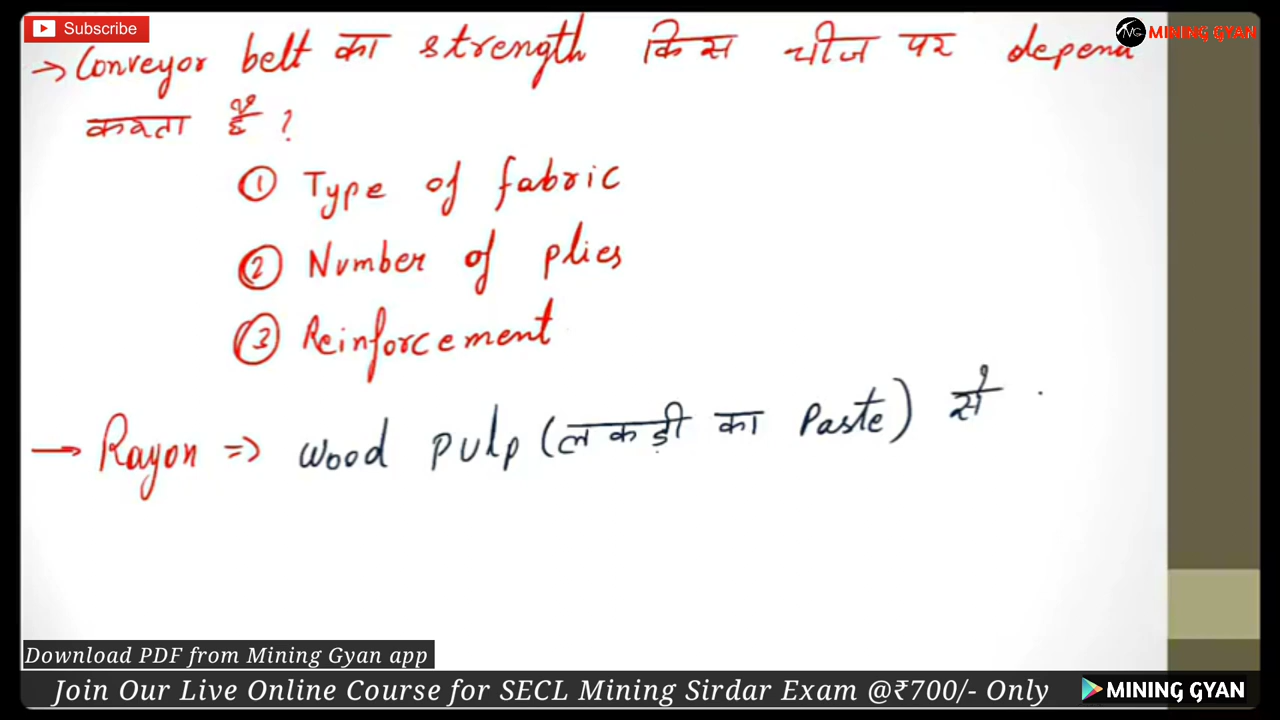 Subscribe
MINING GYAN
→ Conveyor belt का strength किस चीज पर depend
करता है ?
① Type of fabric
② Number of plies
③ Reinforcement
→ Rayon => wood pulp (लकड़ी का Paste) से
Download PDF from Mining Gyan app
Join Our Live Online Course for SECL Mining Sirdar Exam @₹700/- Only
MINING GYAN